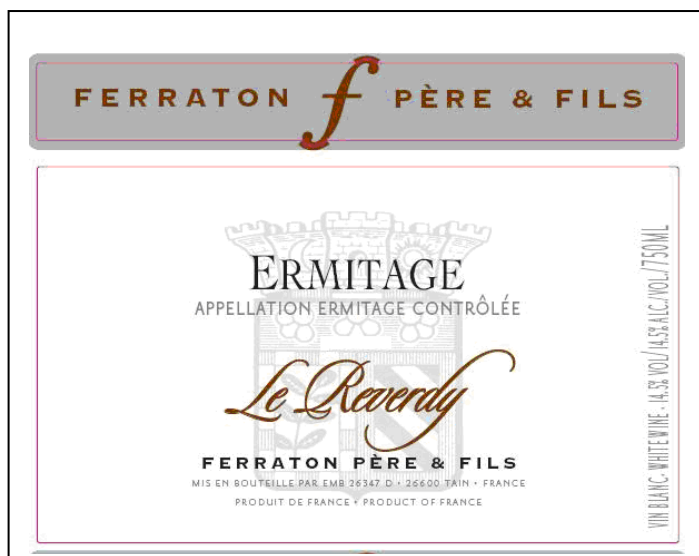 FERRATON f PÈRE & FILS
ERMITAGE
APPELLATION ERMITAGE CONTRÔLÉE
Le Reverdy
FERRATON PÈRE & FILS
MIS EN BOUTEILLE PAR EMB 26347 D • 26600 TAIN • FRANCE
PRODUIT DE FRANCE • PRODUCT OF FRANCE
VIN BLANC • WHITE WINE • 14.5% VOL/14.5% ALC./VOL./750ML